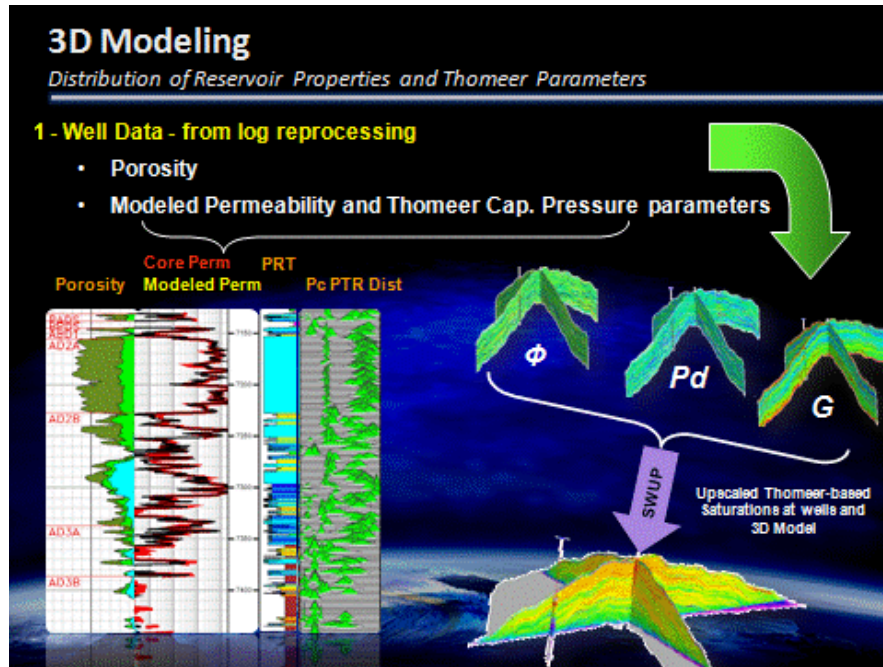 3D Modeling
Distribution of Reservoir Properties and Thomeer Parameters
1 - Well Data - from log reprocessing
• Porosity
• Modeled Permeability and Thomeer Cap. Pressure parameters
Core Perm PRT
Porosity Modeled Perm Pc PTR Dist
AD2A
AD2B
AD3A
AD3B
7350
7400
Φ
Pd
G
SWUP
Upscaled Thomeer-based
Saturations at wells and
3D Model